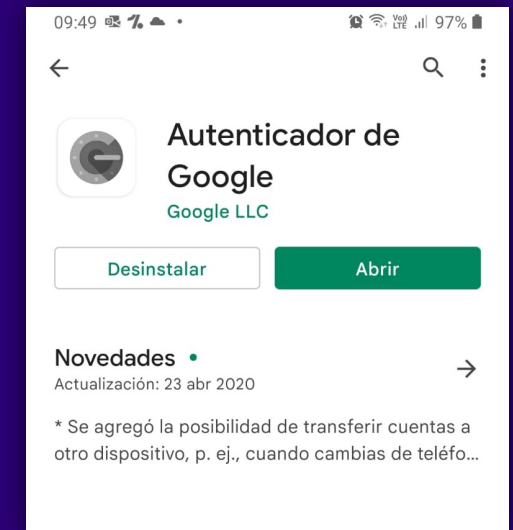 09:49 97%
Autenticador de
Google
Google LLC
Desinstalar Abrir
Novedades •
Actualización: 23 abr 2020
* Se agregó la posibilidad de transferir cuentas a
otro dispositivo, p. ej., cuando cambias de teléfo...